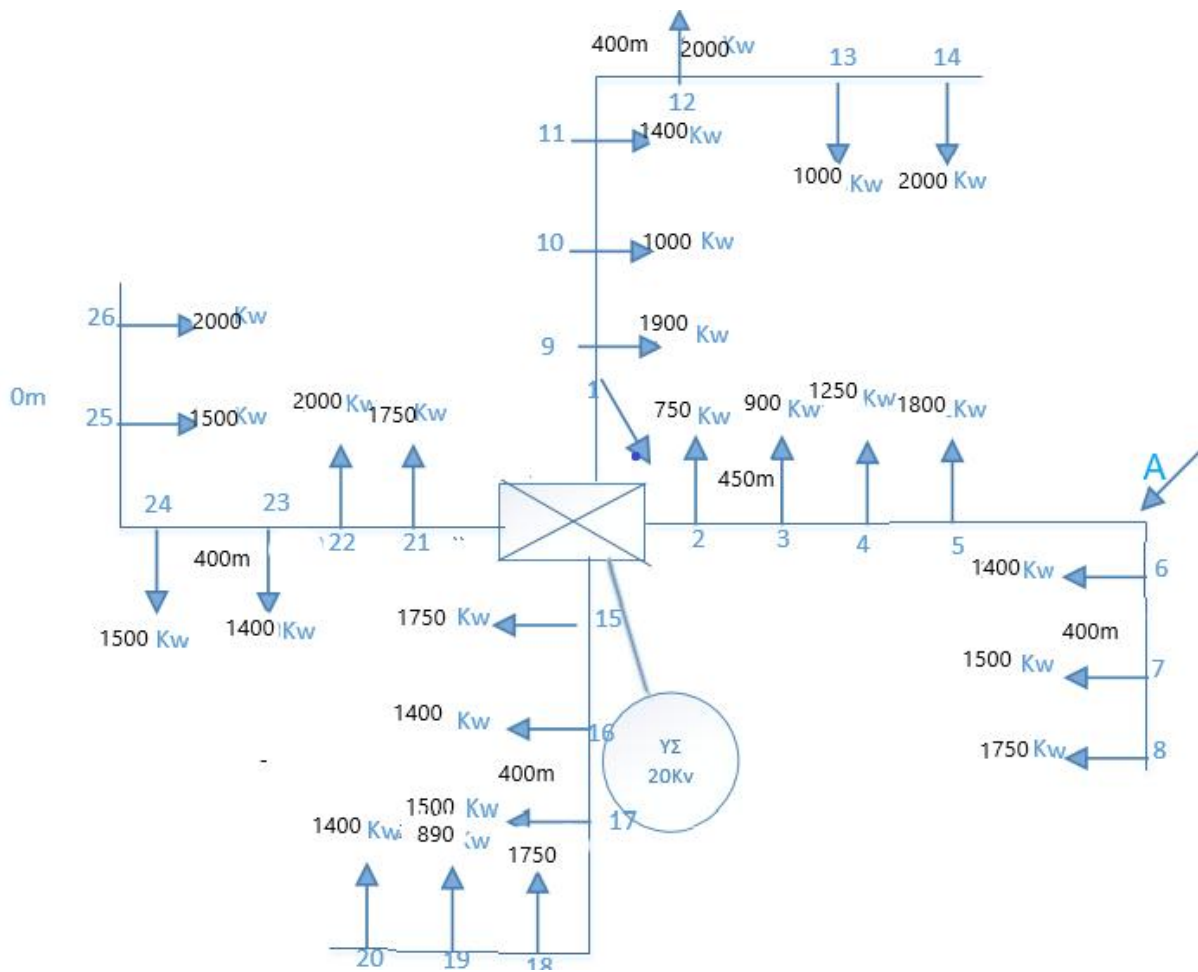 400m 2000 Kw
13 14
12
11 1400 Kw
1000 Kw 2000 Kw
10 1000 Kw
26 2000 Kw
1900 Kw
9
0m
25 1500 Kw
2000 Kw 1750 Kw
1
750 Kw 900 Kw 1250 Kw 1800 Kw
A
450m
24 23
22 21
2 3 4 5
400m
1500 Kw 1400 Kw
1400 Kw 6
1750 Kw 15
400m
1500 Kw 7
1400 Kw 16
1750 Kw 8
ΥΣ
20Kv
400m
1500 Kw 17
1400 Kw 890 Kw 1750
20 19 18